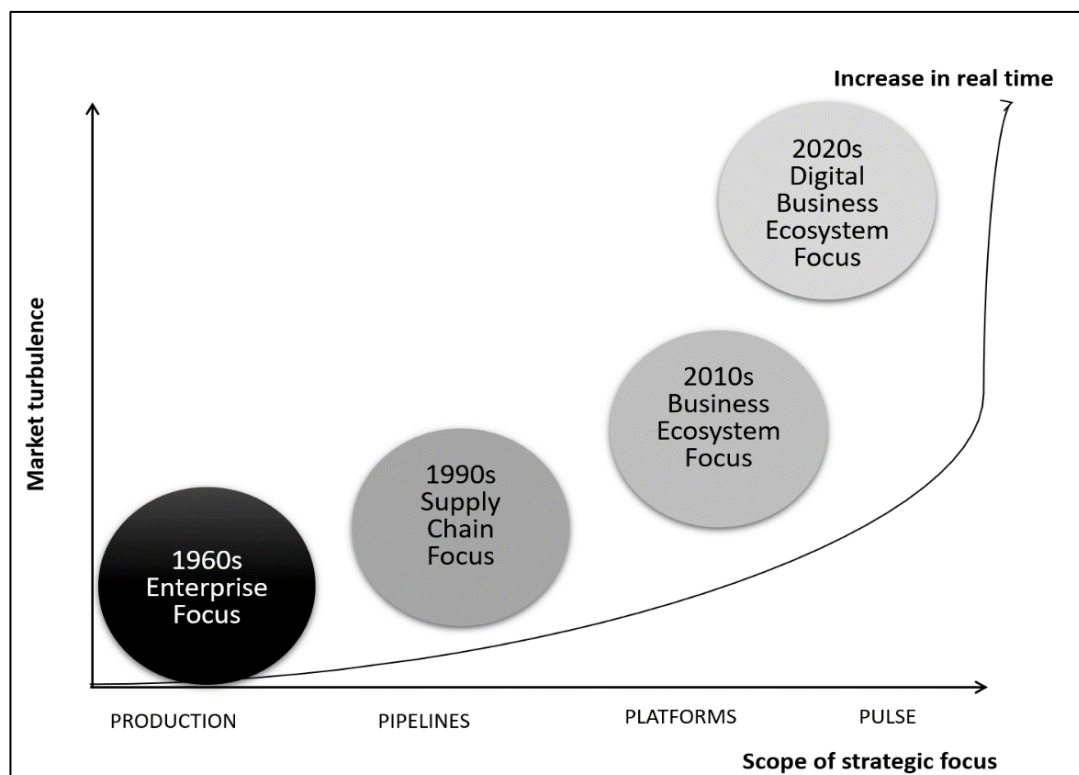 Increase in real time
2020s
Digital
Business
Ecosystem
Focus
2010s
Business
Ecosystem
Focus
1990s
Supply
Chain
Focus
1960s
Enterprise
Focus
Market turbulence
PRODUCTION
PIPELINES
PLATFORMS
PULSE
Scope of strategic focus